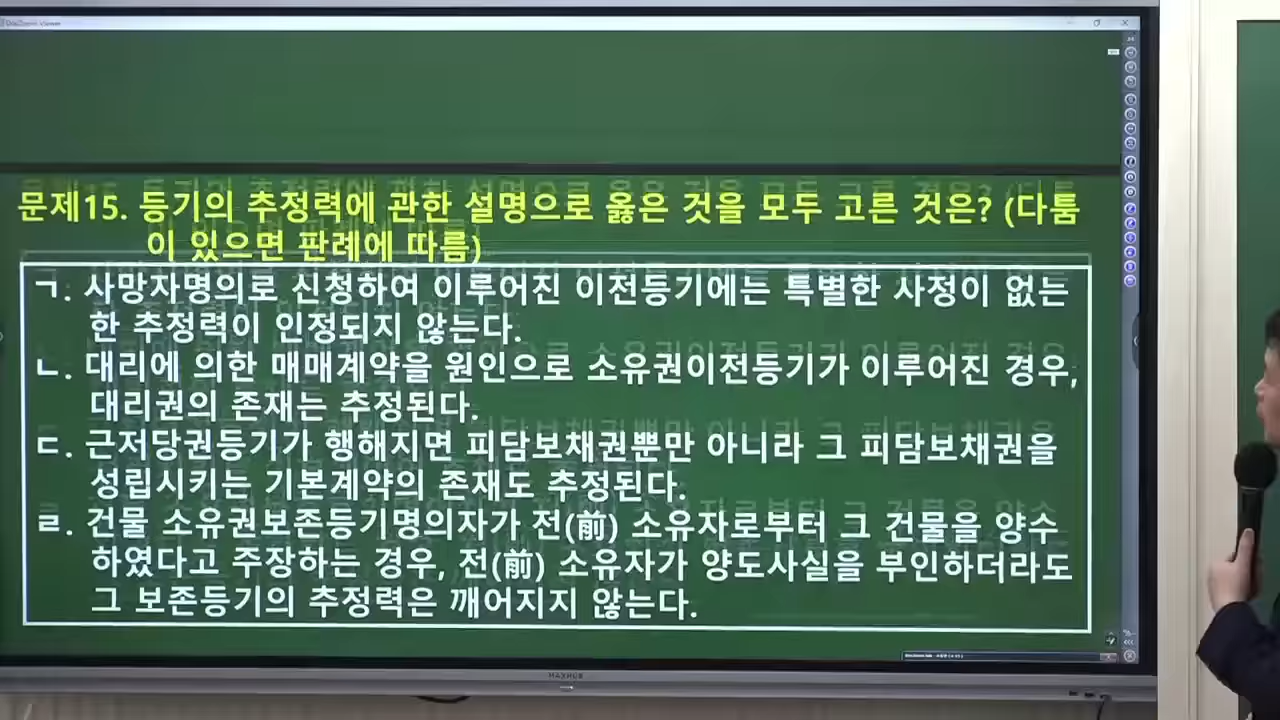 문제15. 등기의 추정력에 관한 설명으로 옳은 것을 모두 고른 것은? (다툼
이 있으면 판례에 따름)
ㄱ. 사망자명의로 신청하여 이루어진 이전등기에는 특별한 사정이 없는
한 추정력이 인정되지 않는다.
ㄴ. 대리에 의한 매매계약을 원인으로 소유권이전등기가 이루어진 경우,
대리권의 존재는 추정된다.
ㄷ. 근저당권등기가 행해지면 피담보채권뿐만 아니라 그 피담보채권을
성립시키는 기본계약의 존재도 추정된다.
ㄹ. 건물 소유권보존등기명의자가 전(前) 소유자로부터 그 건물을 양수
하였다고 주장하는 경우, 전(前) 소유자가 양도사실을 부인하더라도
그 보존등기의 추정력은 깨어지지 않는다.
MAXHUB